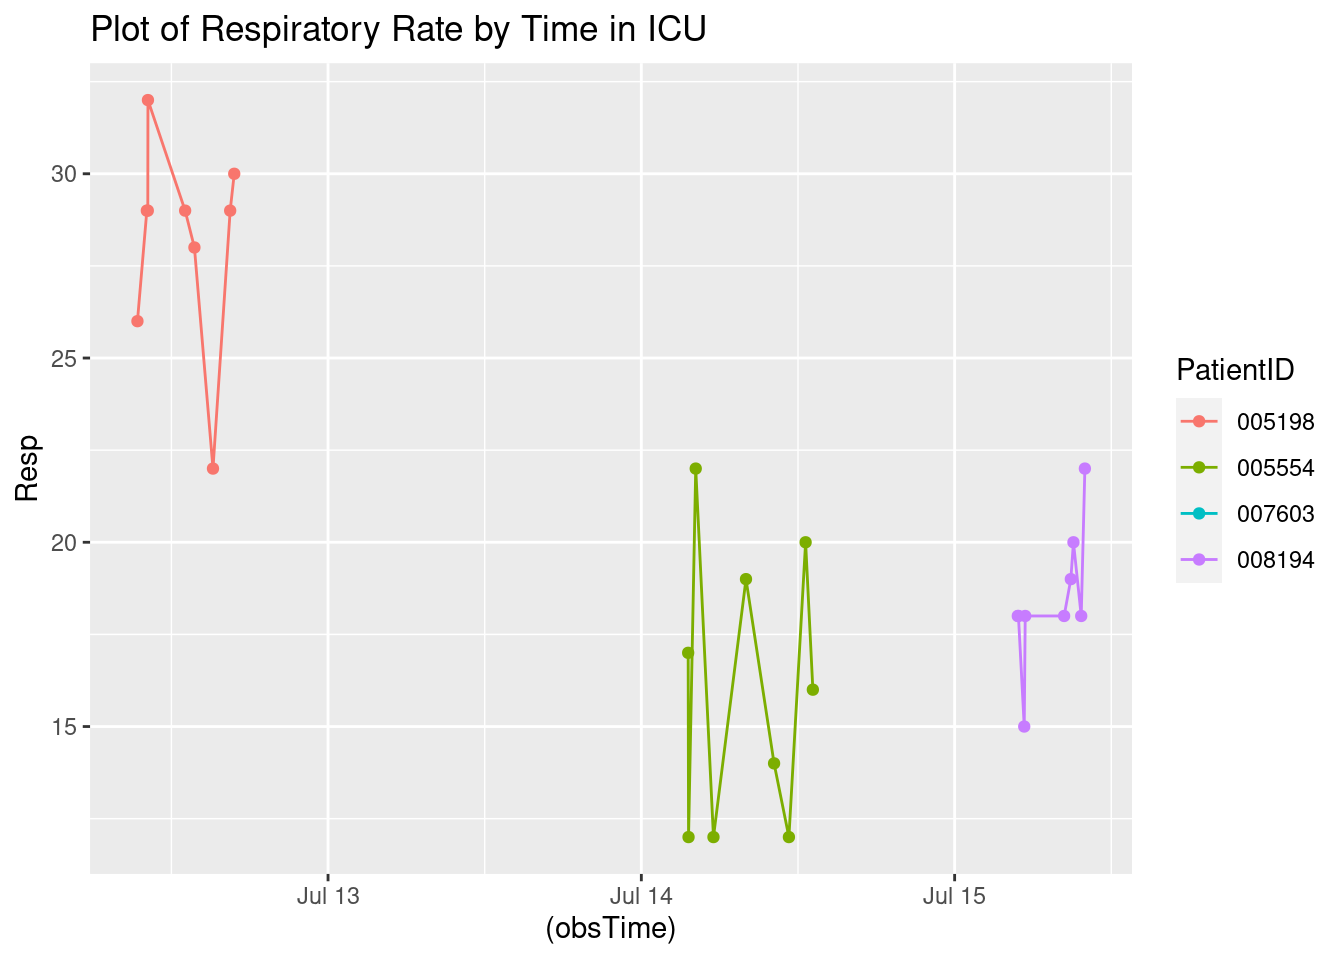 Plot of Respiratory Rate by Time in ICU
30
25
20
15
Resp
Jul 13
Jul 14
Jul 15
(obsTime)
PatientID
005198
005554
007603
008194